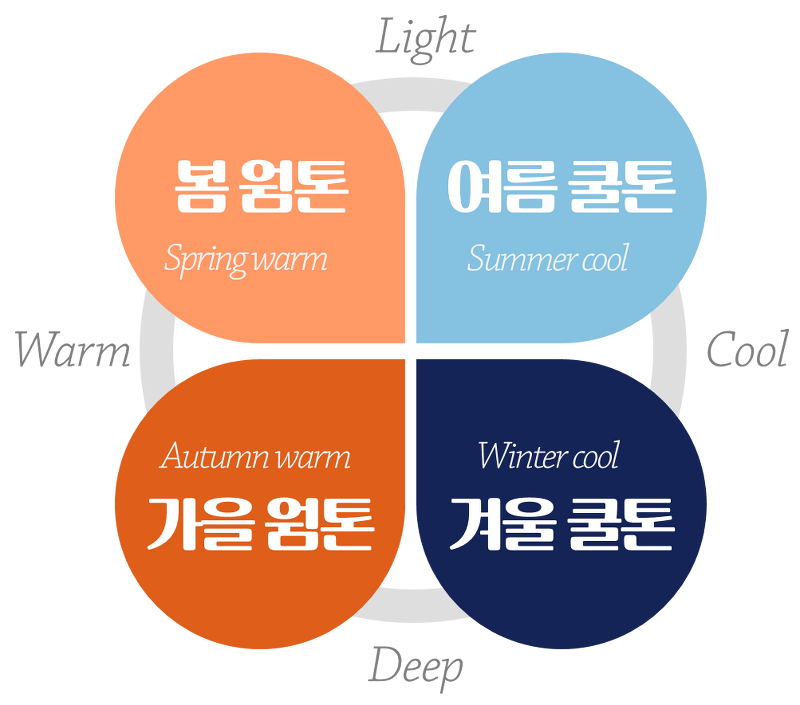 Light
봄 웜톤
Spring warm
여름 쿨톤
Summer cool
Warm
Cool
Autumn warm
가을 웜톤
Winter cool
겨울 쿨톤
Deep